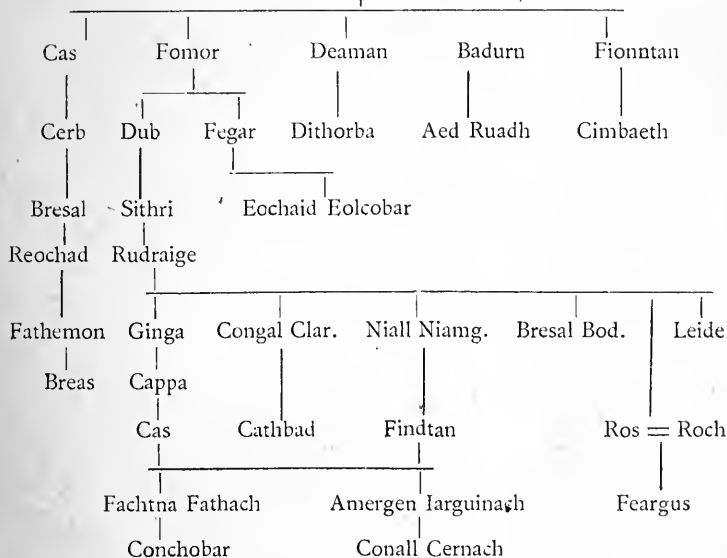 Cas Fomor Deaman Badurn Fionntan
Cerb Dub Fegar Dithorba Aed Ruadh Cimbaeth
Bresal Sithri Eochaid Eolcobar
Reochad Rudraige
Fathemon Ginga Congal Clar. Niall Niamg. Bresal Bod. Leide
Breas Cappa
Cas Cathbad Findtan Ros = Roch
Fachtna Fathach Amergen Iarguinach Feargus
Conchobar Conall Cernach